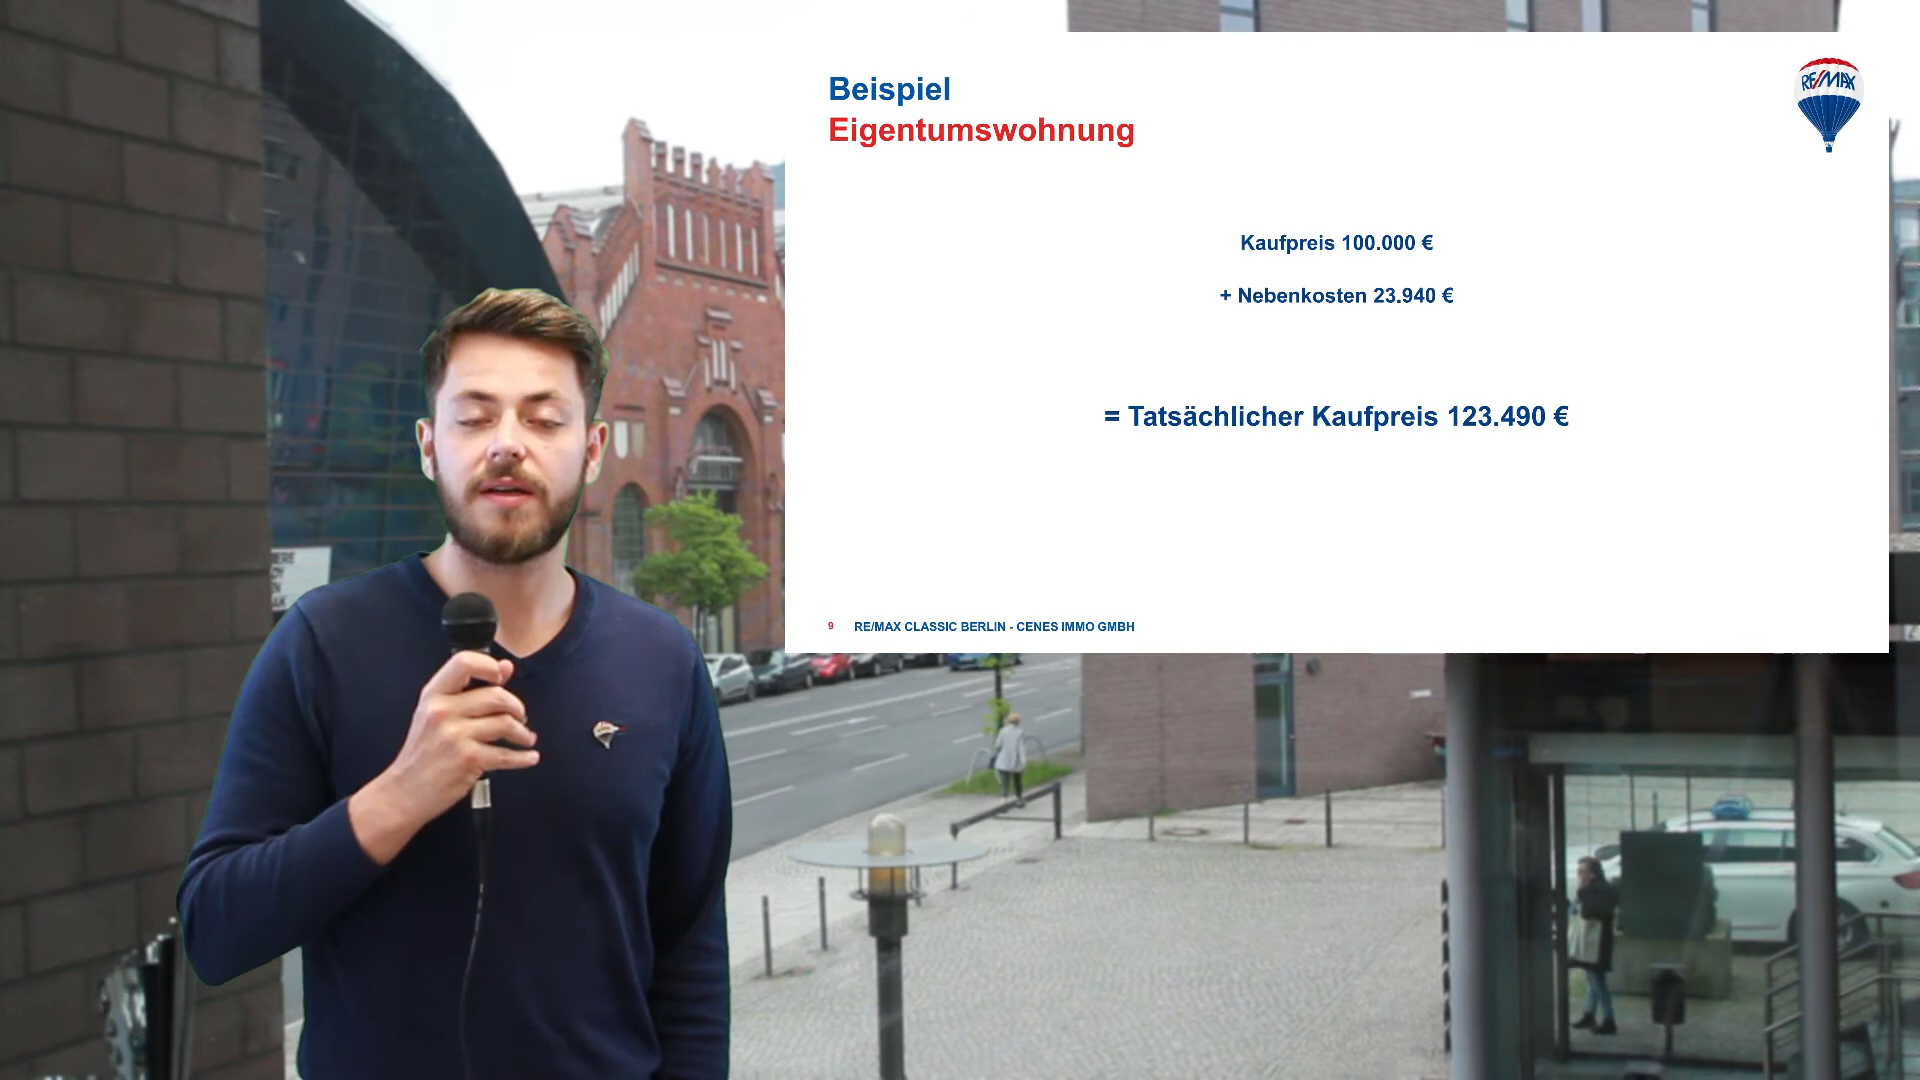 Beispiel
Eigentumswohnung
RE/MAX
Kaufpreis 100.000 €
+ Nebenkosten 23.940 €
= Tatsächlicher Kaufpreis 123.490 €
9 RE/MAX CLASSIC BERLIN - CENES IMMO GMBH